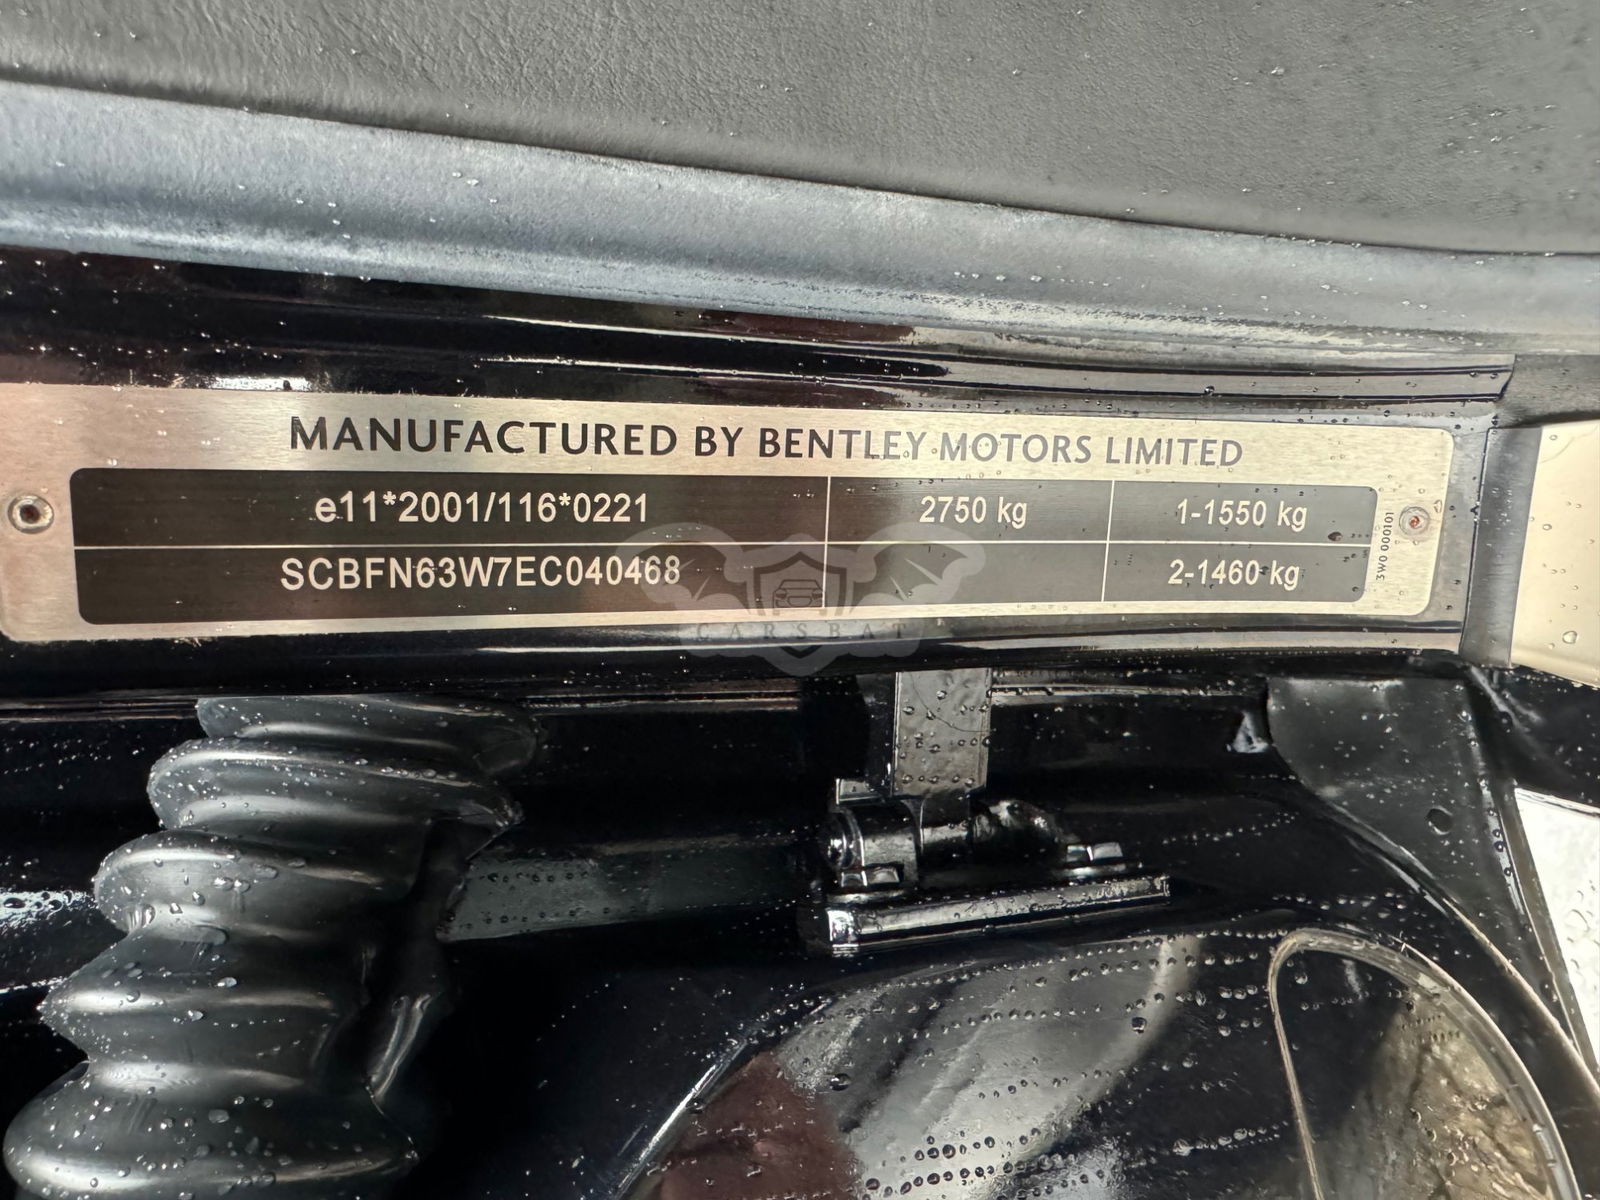 MANUFACTURED BY BENTLEY MOTORS LIMITED
e11*2001/116*0221 2750 kg 1-1550 kg
SCBFN63W7EC040468 2-1460 kg
3W0 000101
CARSBAT